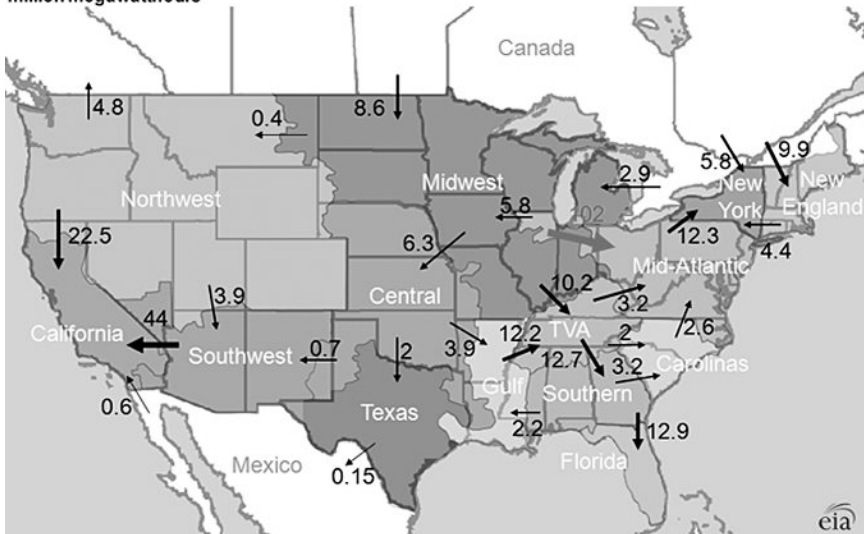 million megawatthours
Canada
4.8
8.6
0.4
5.8
9.9
2.9
New
New
York
England
Northwest
Midwest
5.8
02
12.3
4.4
22.5
6.3
Mid-Atlantic
10.2
3.2
Central
3.9
2.6
California
44
Southwest
0.7
2
3.9
12.2
TVA
2
Carolinas
12.7
3.2
Gulf
Southern
0.6
Texas
2.2
12.9
Mexico
0.15
Florida
eia